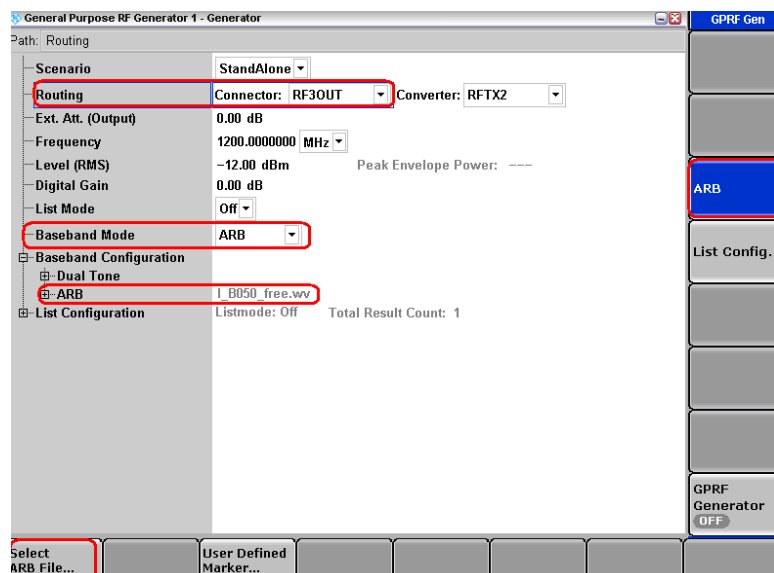 General Purpose RF Generator 1 - Generator
GPRF Gen
Path: Routing
Scenario StandAlone
Routing Connector: RF3OUT Converter: RFTX2
Ext. Att. (Output) 0.00 dB
Frequency 1200.0000000 MHz
Level (RMS) -12.00 dBm Peak Envelope Power: ---
Digital Gain 0.00 dB
List Mode Off
Baseband Mode ARB
Baseband Configuration
Dual Tone
ARB I_B050_free.wv
List Configuration Listmode: Off Total Result Count: 1
ARB
List Config.
GPRF
Generator
OFF
Select
ARB File...
User Defined
Marker...